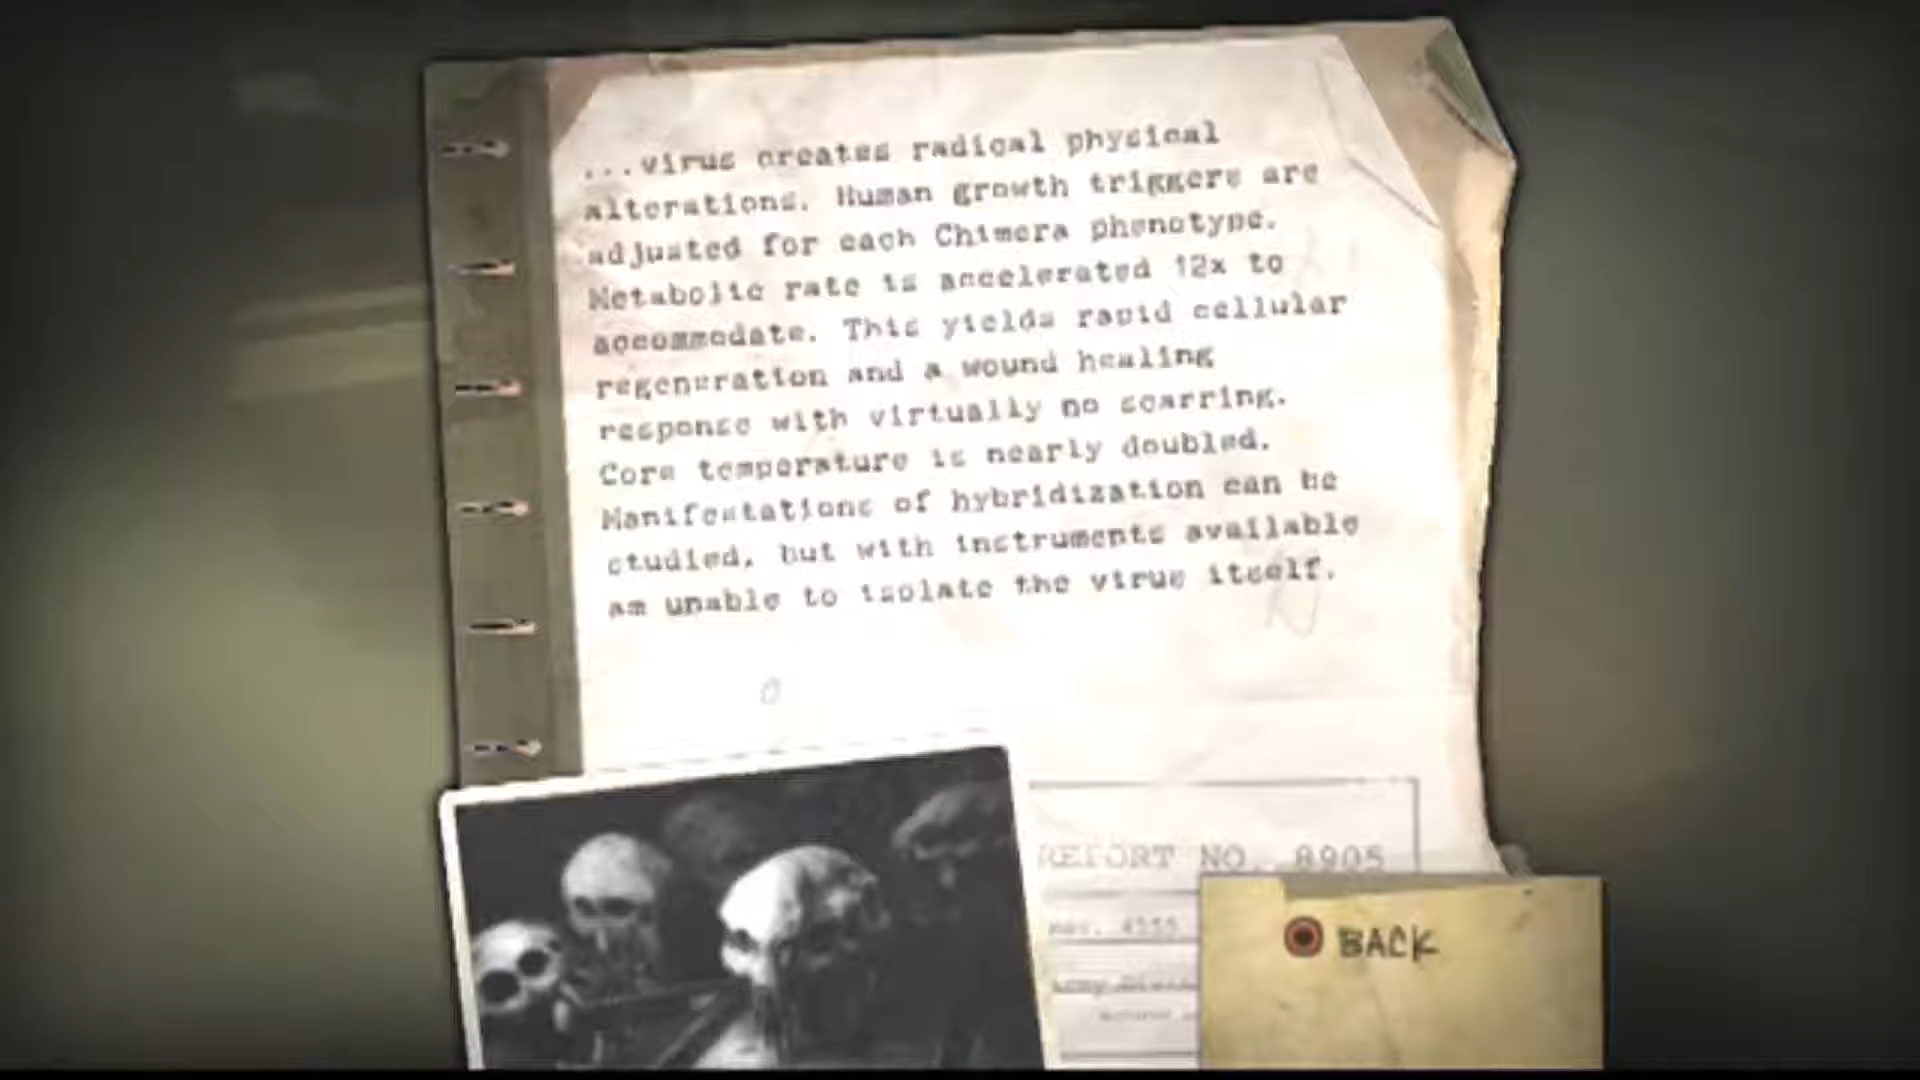 ...virus creates radical physical
alterations. Human growth triggers are
adjusted for each Chimera phenotype.
Metabolic rate is accelerated 12x to
accommodate. This yields rapid cellular
regeneration and a wound healing
response with virtually no scarring.
Core temperature is nearly doubled.
Manifestations of hybridization can be
studied, but with instruments available
am unable to isolate the virus itself.
REPORT NO. 8905
BACK